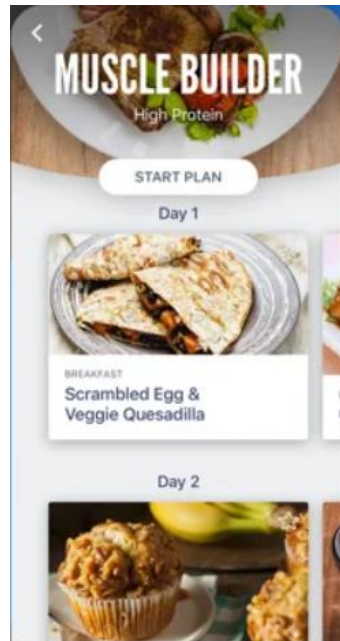 MUSCLE BUILDER
High Protein
START PLAN
Day 1
BREAKFAST
Scrambled Egg &
Veggie Quesadilla
Day 2